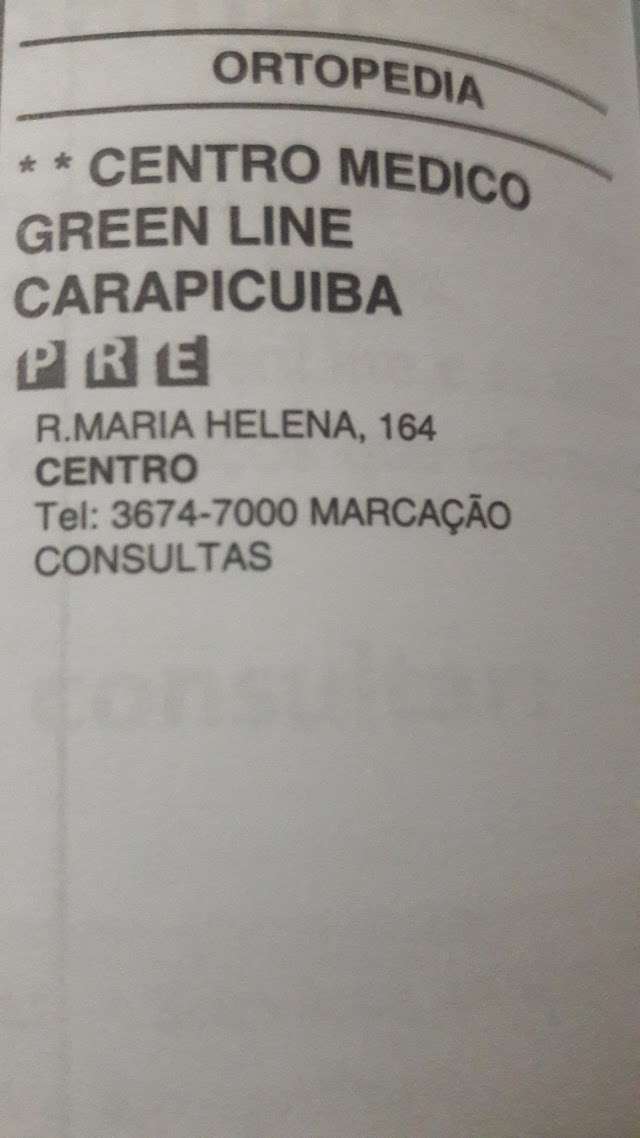 ORTOPEDIA
* * CENTRO MEDICO
GREEN LINE
CARAPICUIBA
P R E
R.MARIA HELENA, 164
CENTRO
Tel: 3674-7000 MARCAÇÃO
CONSULTAS